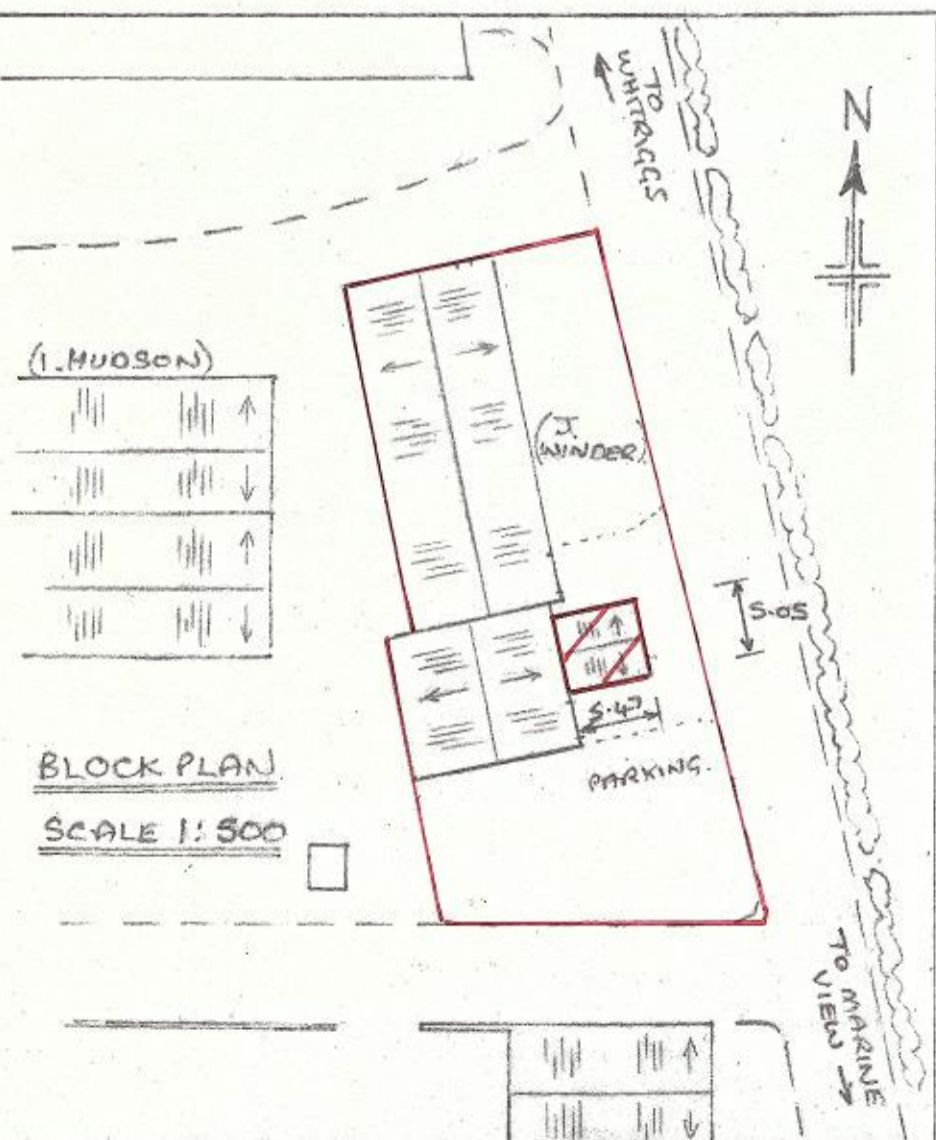 TO
WHITRIGGS
N
(I. HUDSON)
(J.
WINDER)
5.05
5.47
PARKING.
BLOCK PLAN
SCALE 1:500
TO MARINE
VIEW